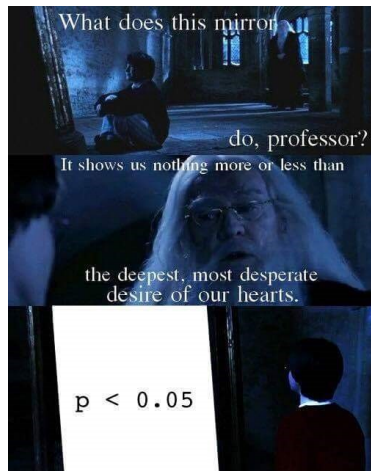 What does this mirror
do, professor?
It shows us nothing more or less than
the deepest, most desperate
desire of our hearts.
p < 0.05